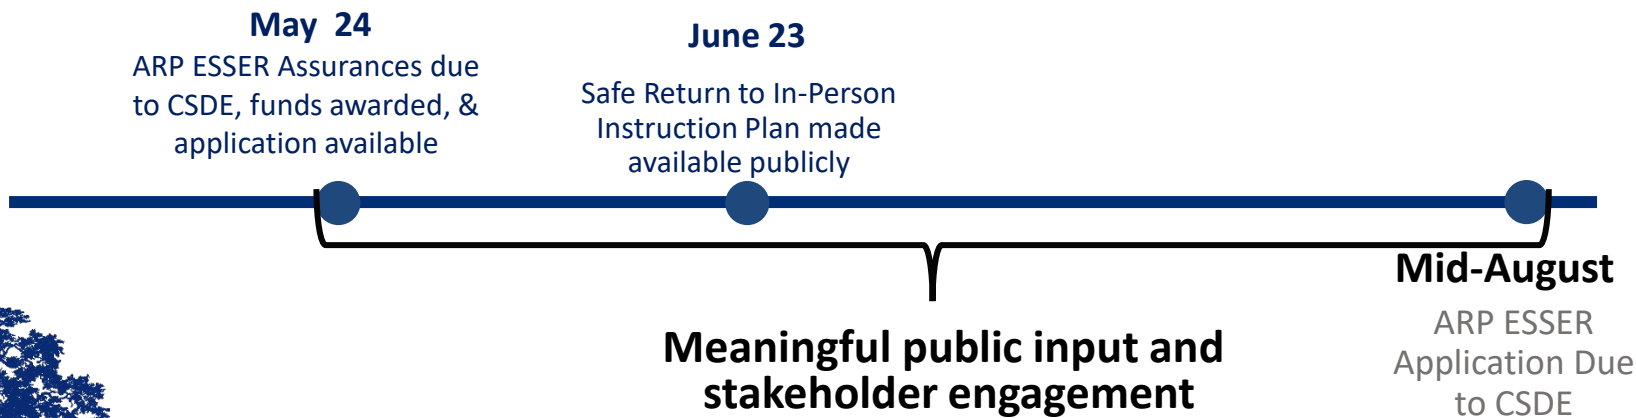 May 24
ARP ESSER Assurances due
to CSDE, funds awarded, &
application available
June 23
Safe Return to In-Person
Instruction Plan made
available publicly
Meaningful public input and
stakeholder engagement
Mid-August
ARP ESSER
Application Due
to CSDE